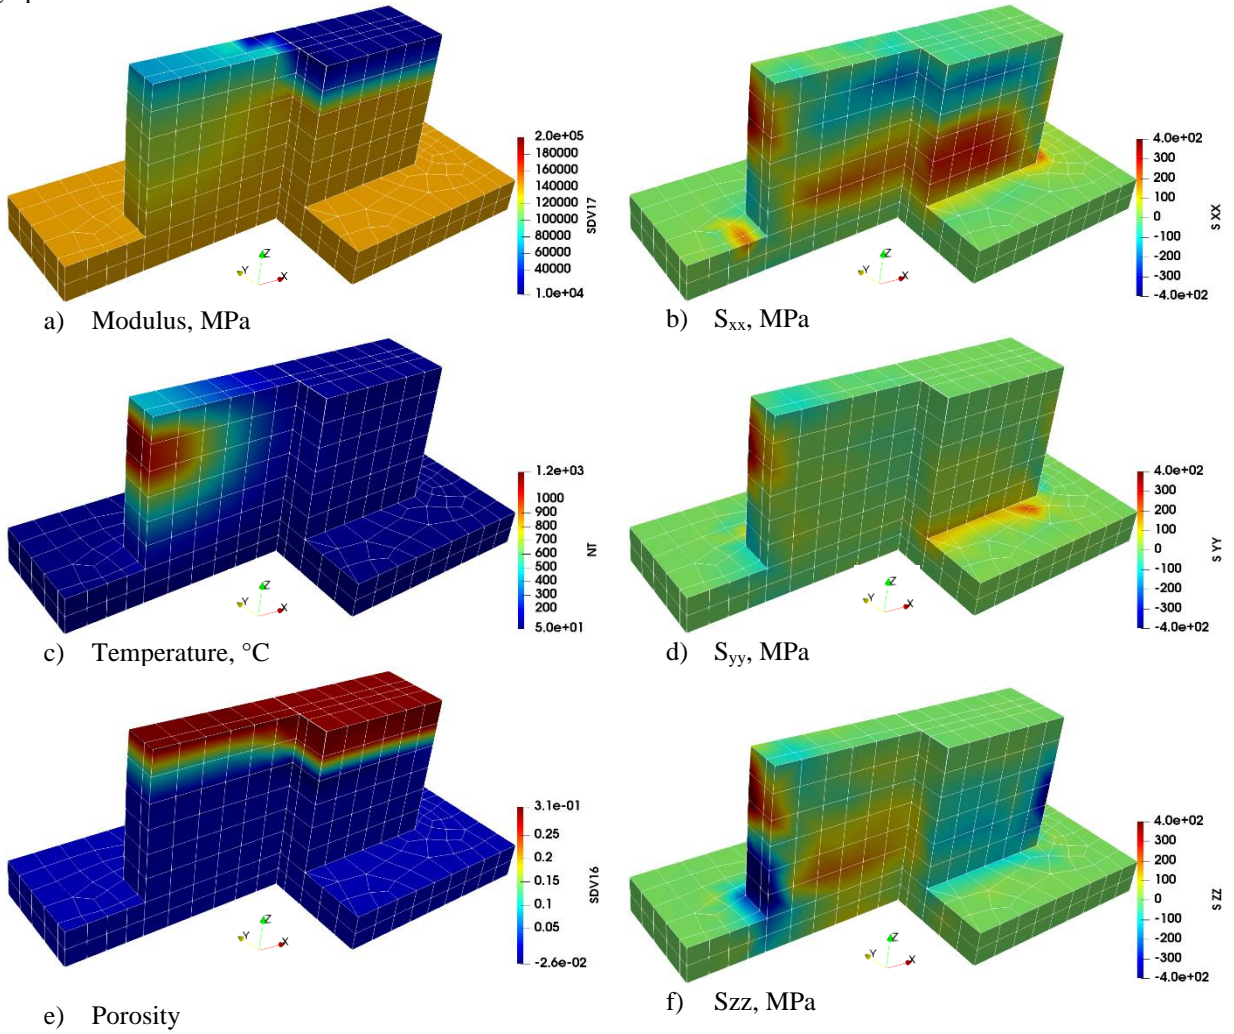 2.0e+05
180000
160000
140000
120000
100000
80000
60000
40000
1.0e+04
SDV17
Z
Y
X
a) Modulus, MPa
4.0e+02
300
200
100
0
-100
-200
-300
-4.0e+02
S XX
Z
Y
X
b) Sxx, MPa
1.2e+03
1000
900
800
700
600
500
400
300
200
5.0e+01
NT
Z
Y
X
c) Temperature, °C
4.0e+02
300
200
100
0
-100
-200
-300
-4.0e+02
S YY
Z
Y
X
d) Syy, MPa
3.1e-01
0.25
0.2
0.15
0.1
0.05
-2.6e-02
SDV16
Z
Y
X
e) Porosity
4.0e+02
300
200
100
0
-100
-200
-300
-4.0e+02
S ZZ
Z
Y
X
f) Szz, MPa